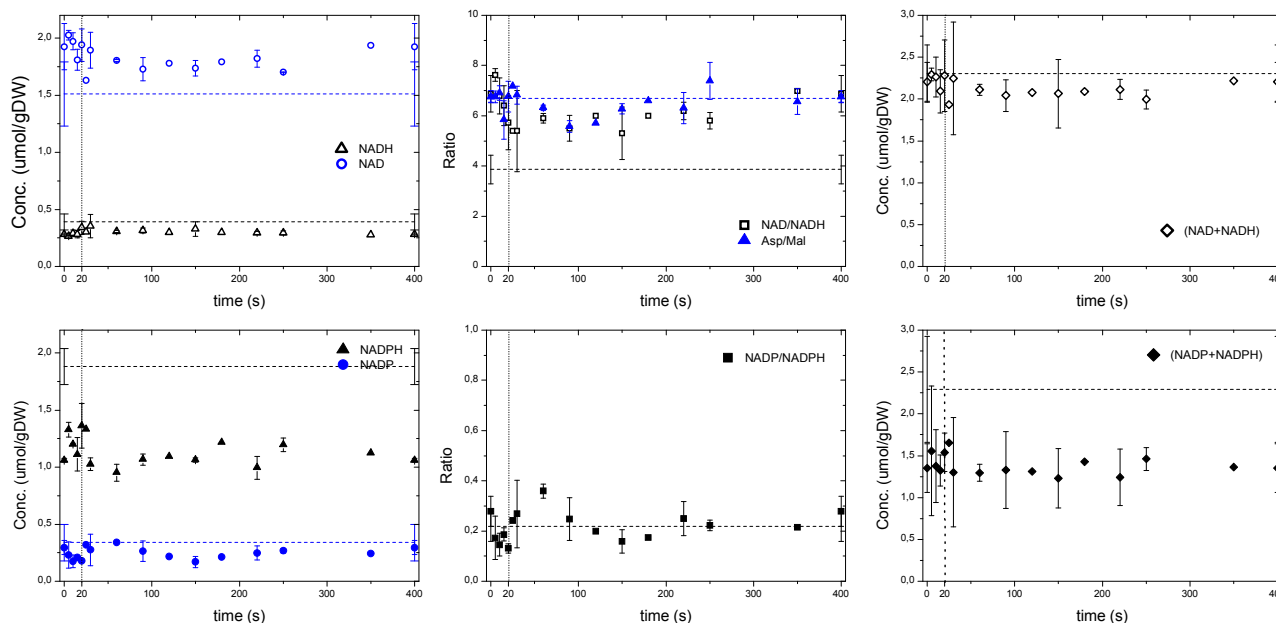 2,0
1,5
1,0
0,5
0,0
Conc. (umol/gDW)
NADH
NAD
0 20 100 200 300 400
time (s)
10
8
6
4
2
0
Ratio
NAD/NADH
Asp/Mal
0 20 100 200 300 400
time (s)
3,0
2,5
2,0
1,5
1,0
0,5
0,0
Conc. (umol/gDW)
(NAD+NADH)
0 20 100 200 300 400
time (s)
2,0
1,5
1,0
0,5
0,0
Conc. (umol/gDW)
NADPH
NADP
0 20 100 200 300 400
time (s)
1,0
0,8
0,6
0,4
0,2
0,0
Ratio
NADP/NADPH
0 20 100 200 300 400
time (s)
3,0
2,5
2,0
1,5
1,0
0,5
0,0
Conc. (umol/gDW)
(NADP+NADPH)
0 20 100 200 300 400
time (s)